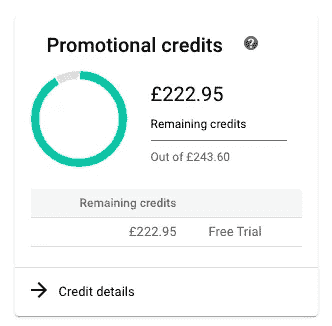 Promotional credits ?
£222.95
Remaining credits
Out of £243.60
Remaining credits
£222.95 Free Trial
Credit details